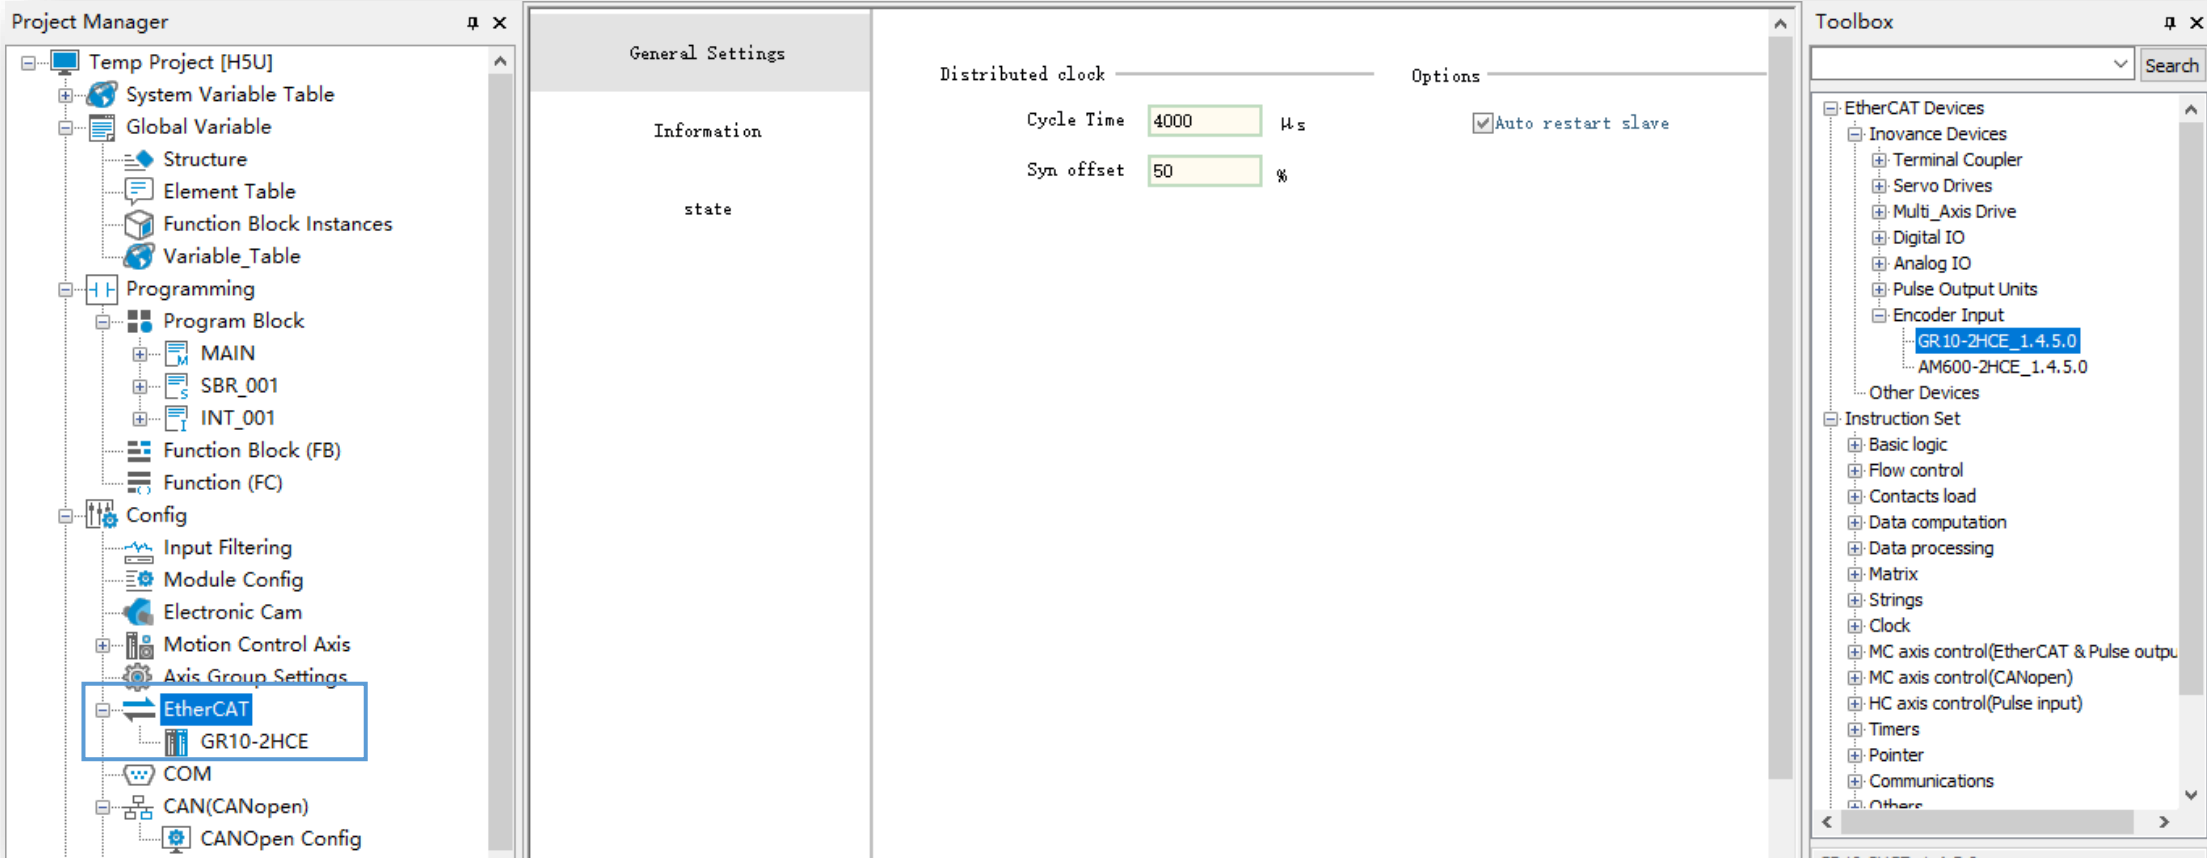 Project Manager
Temp Project [H5U]
System Variable Table
Global Variable
Structure
Element Table
Function Block Instances
Variable_Table
Programming
Program Block
MAIN
SBR_001
INT_001
Function Block (FB)
Function (FC)
Config
Input Filtering
Module Config
Electronic Cam
Motion Control Axis
Axis Group Settings
EtherCAT
GR10-2HCE
COM
CAN(CANopen)
CANOpen Config
General Settings
Information
state
Distributed clock
Cycle Time 4000 μs
Syn offset 50 %
Options
Auto restart slave
Toolbox
Search
EtherCAT Devices
Inovance Devices
Terminal Coupler
Servo Drives
Multi_Axis Drive
Digital IO
Analog IO
Pulse Output Units
Encoder Input
GR10-2HCE_1.4.5.0
AM600-2HCE_1.4.5.0
Other Devices
Instruction Set
Basic logic
Flow control
Contacts load
Data computation
Data processing
Matrix
Strings
Clock
MC axis control(EtherCAT & Pulse outpu
MC axis control(CANopen)
HC axis control(Pulse input)
Timers
Pointer
Communications
Others